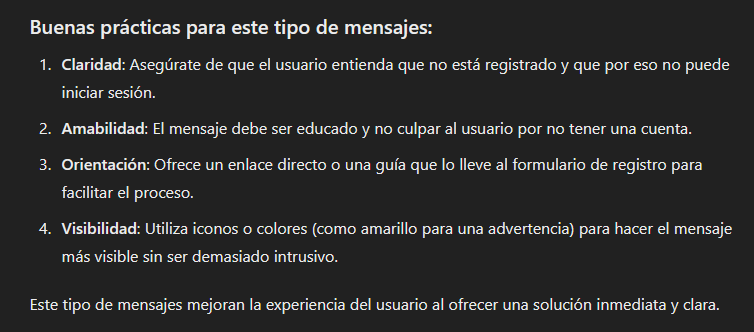 Buenas prácticas para este tipo de mensajes:
1. Claridad: Asegúrate de que el usuario entienda que no está registrado y que por eso no puede
iniciar sesión.
2. Amabilidad: El mensaje debe ser educado y no culpar al usuario por no tener una cuenta.
3. Orientación: Ofrece un enlace directo o una guía que lo lleve al formulario de registro para
facilitar el proceso.
4. Visibilidad: Utiliza iconos o colores (como amarillo para una advertencia) para hacer el mensaje
más visible sin ser demasiado intrusivo.
Este tipo de mensajes mejoran la experiencia del usuario al ofrecer una solución inmediata y clara.